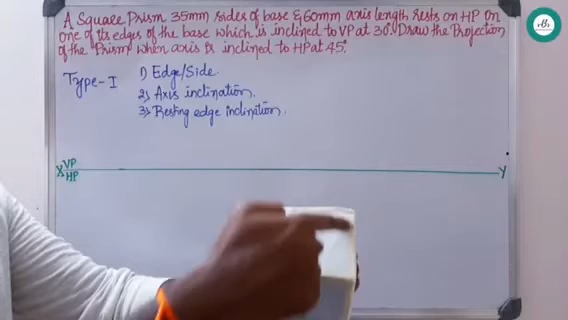 A Square Prism 35mm sides of base & 60mm axis length rests on HP on
one of its edges of the base which is inclined to VP at 30°. Draw the Projection
of the Prism when axis is inclined to HP at 45°.
Type-I
1) Edge/Side.
2) Axis inclination.
3) Resting edge inclination.
X VP
HP
Y